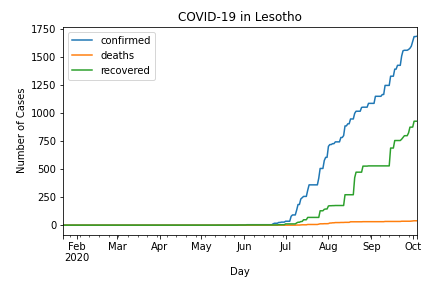 COVID-19 in Lesotho
confirmed
deaths
recovered
Number of Cases
1750
1500
1250
1000
750
500
250
0
Feb Mar Apr May Jun Jul Aug Sep Oct
2020
Day